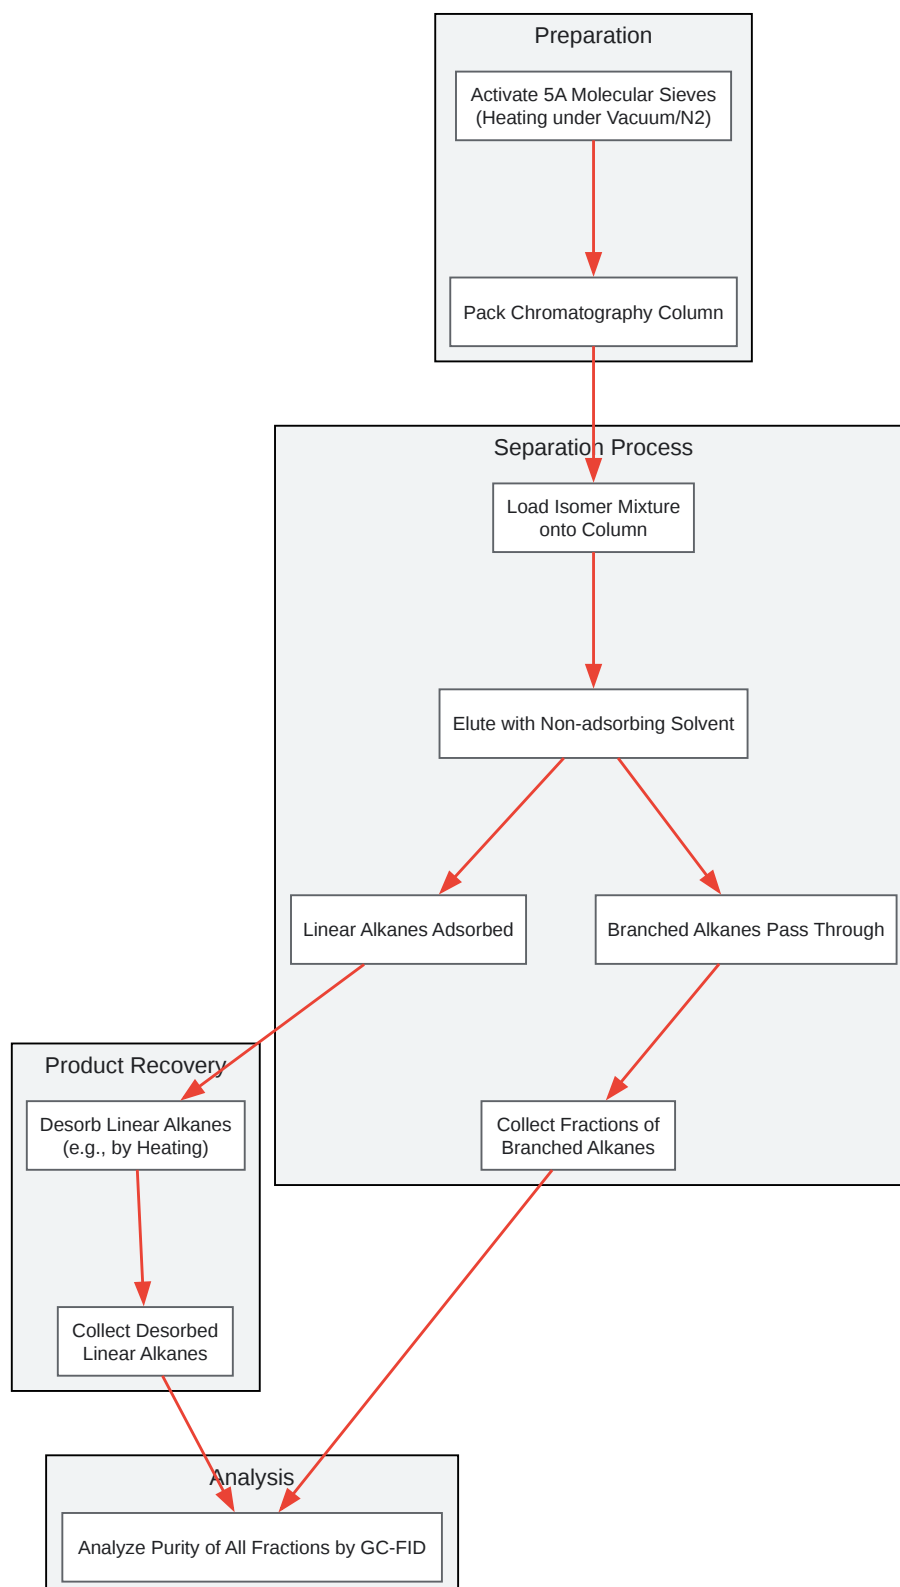 Preparation
Activate 5A Molecular Sieves
(Heating under Vacuum/N2)
Pack Chromatography Column
Separation Process
Load Isomer Mixture
onto Column
Elute with Non-adsorbing Solvent
Linear Alkanes Adsorbed
Branched Alkanes Pass Through
Product Recovery
Desorb Linear Alkanes
(e.g., by Heating)
Collect Fractions of
Branched Alkanes
Collect Desorbed
Linear Alkanes
Analysis
Analyze Purity of All Fractions by GC-FID